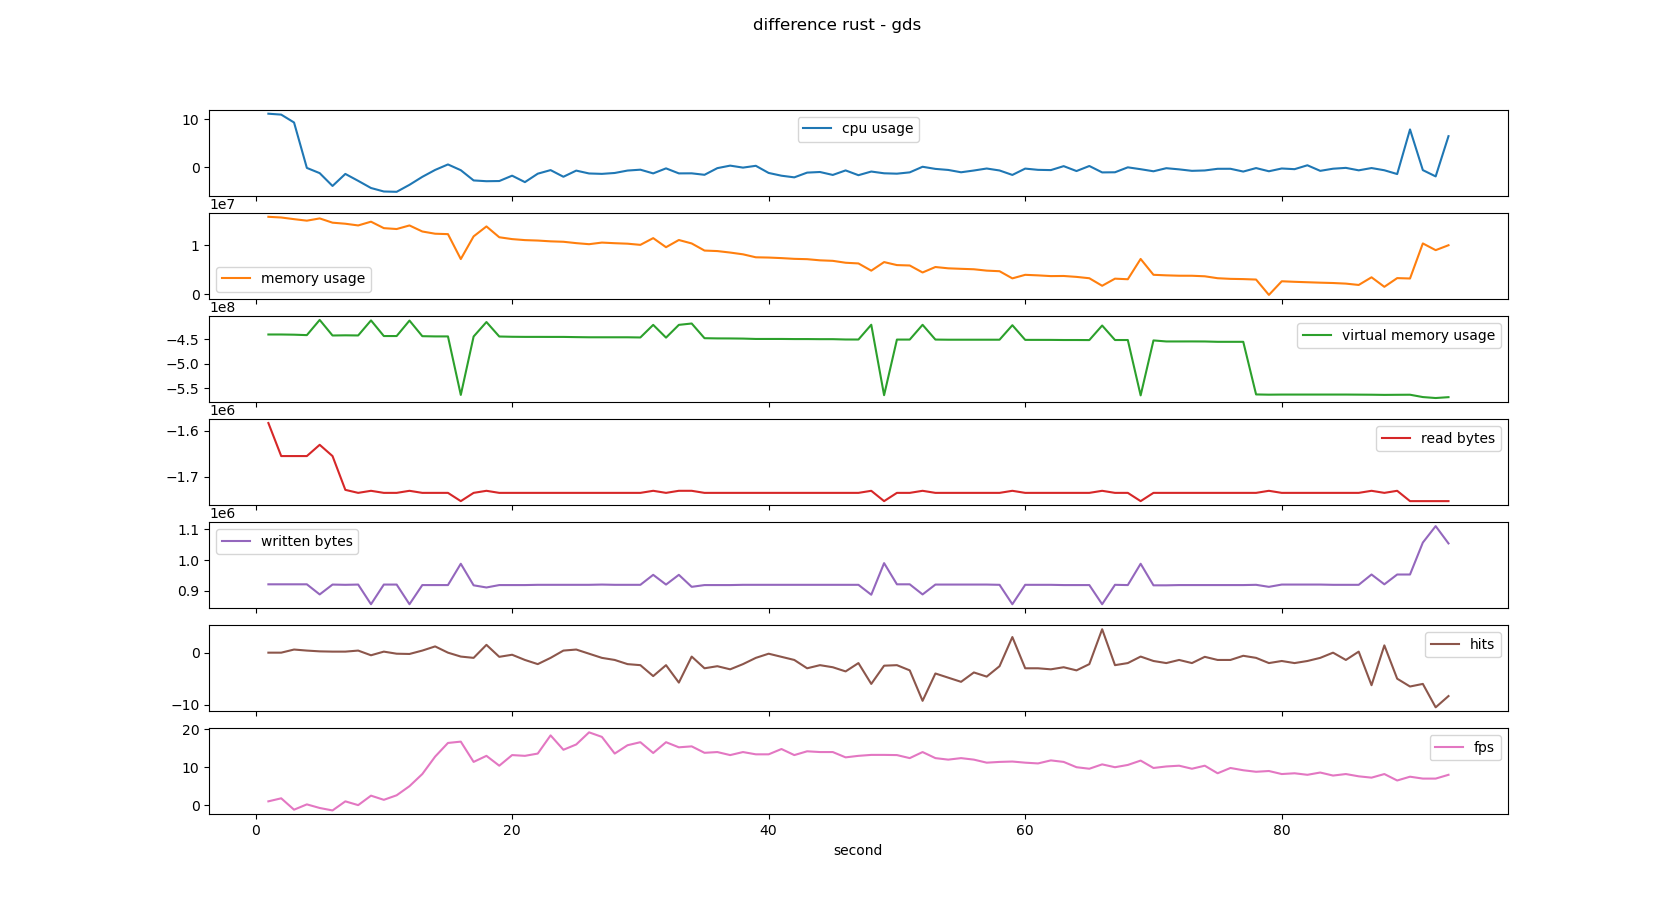 difference rust - gds
10
0
cpu usage
1e7
1
0
memory usage
1e8
−4.5
−5.0
−5.5
virtual memory usage
1e6
−1.6
−1.7
read bytes
1e6
1.1
1.0
0.9
written bytes
0
−10
hits
20
10
0
fps
0 20 40 60 80
second